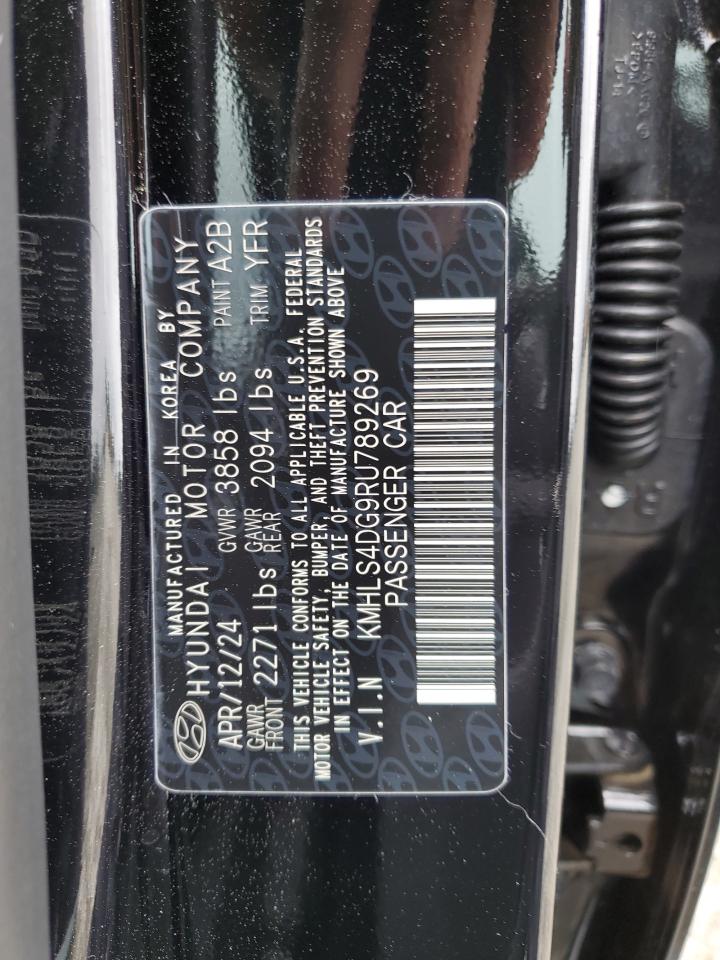 MANUFACTURED IN KOREA BY
HYUNDAI MOTOR COMPANY
APR/12/24 GVWR 3858 lbs PAINT A2B
GAWR FRONT 2271 lbs GAWR REAR 2094 lbs TRIM YFR
THIS VEHICLE CONFORMS TO ALL APPLICABLE U.S.A. FEDERAL
MOTOR VEHICLE SAFETY, BUMPER, AND THEFT PREVENTION STANDARDS
IN EFFECT ON THE DATE OF MANUFACTURE SHOWN ABOVE
V.I.N KMHLS4DG9RU789269
PASSENGER CAR